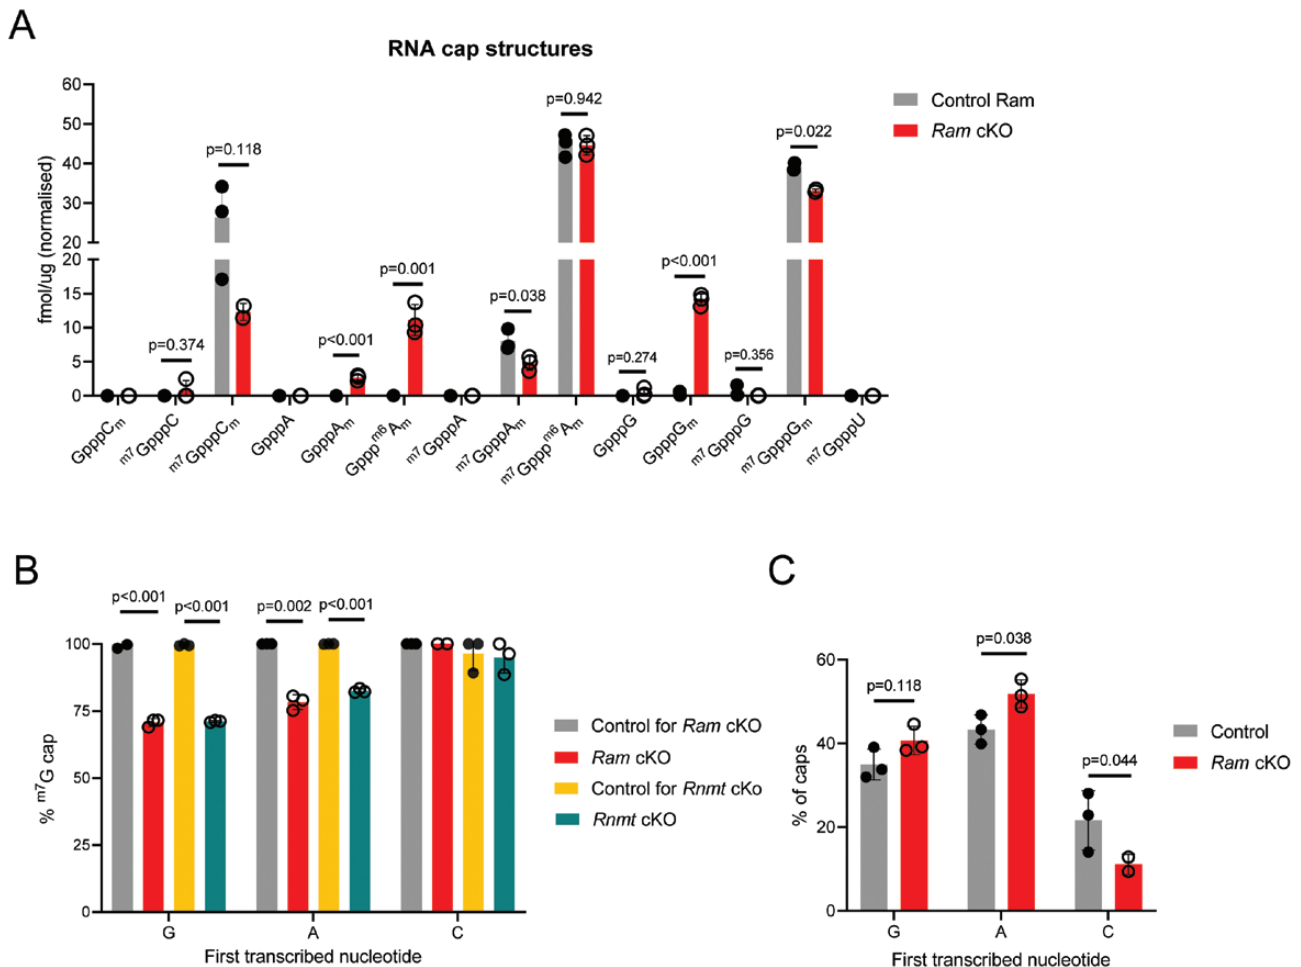 A
RNA cap structures
Control Ram
Ram cKO
fmol/ug (normalised)
60
50
40
30
20
20
15
10
5
0
p=0.374
p=0.118
p<0.001
p=0.001
p=0.038
p=0.942
p=0.274
p<0.001
p=0.356
p=0.022
GpppCm
m7GpppC
m7GpppCm
GpppA
GpppAm
Gpppm6Am
m7GpppA
m7GpppAm
m7Gpppm6Am
GpppG
GpppGm
m7GpppG
m7GpppGm
m7GpppU
B
% m7G cap
100
75
50
25
0
p<0.001
p<0.001
p=0.002
p<0.001
G
A
C
First transcribed nucleotide
Control for Ram cKO
Ram cKO
Control for Rnmt cKo
Rnmt cKO
C
% of caps
60
40
20
0
p=0.118
p=0.038
p=0.044
G
A
C
First transcribed nucleotide
Control
Ram cKO